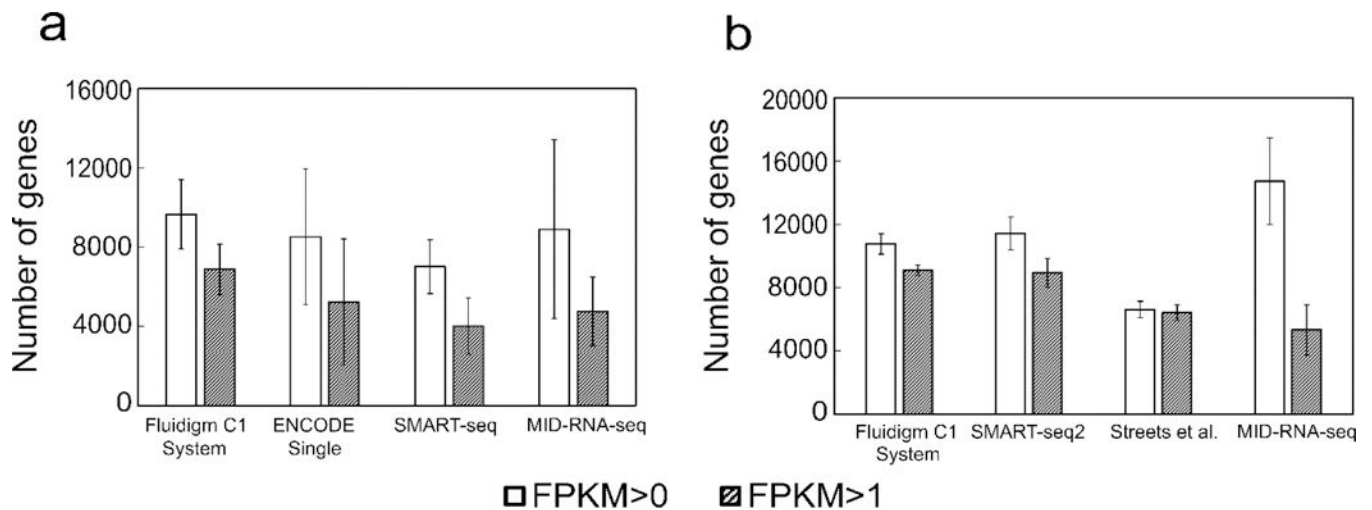 a
Number of genes
16000
12000
8000
4000
0
Fluidigm C1
System
ENCODE
Single
SMART-seq
MID-RNA-seq
b
Number of genes
20000
16000
12000
8000
4000
0
Fluidigm C1
System
SMART-seq2
Streets et al.
MID-RNA-seq
FPKM>0
FPKM>1